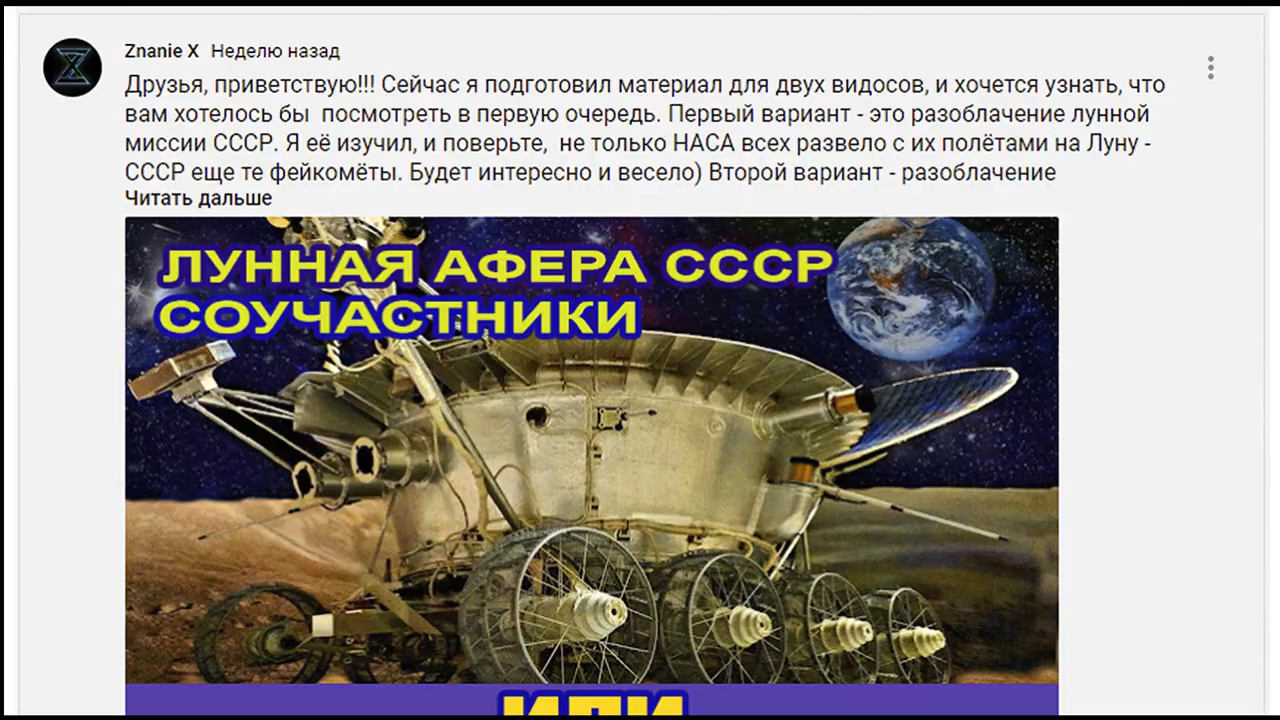 Znanie X Неделю назад
Друзья, приветствую!!! Сейчас я подготовил материал для двух видосов, и хочется узнать, что
вам хотелось бы посмотреть в первую очередь. Первый вариант - это разоблачение лунной
миссии СССР. Я её изучил, и поверьте, не только НАСА всех развело с их полётами на Луну -
СССР еще те фейкомёты. Будет интересно и весело) Второй вариант - разоблачение
Читать дальше
ЛУННАЯ АФЕРА СССР
СОУЧАСТНИКИ
ИЛИ